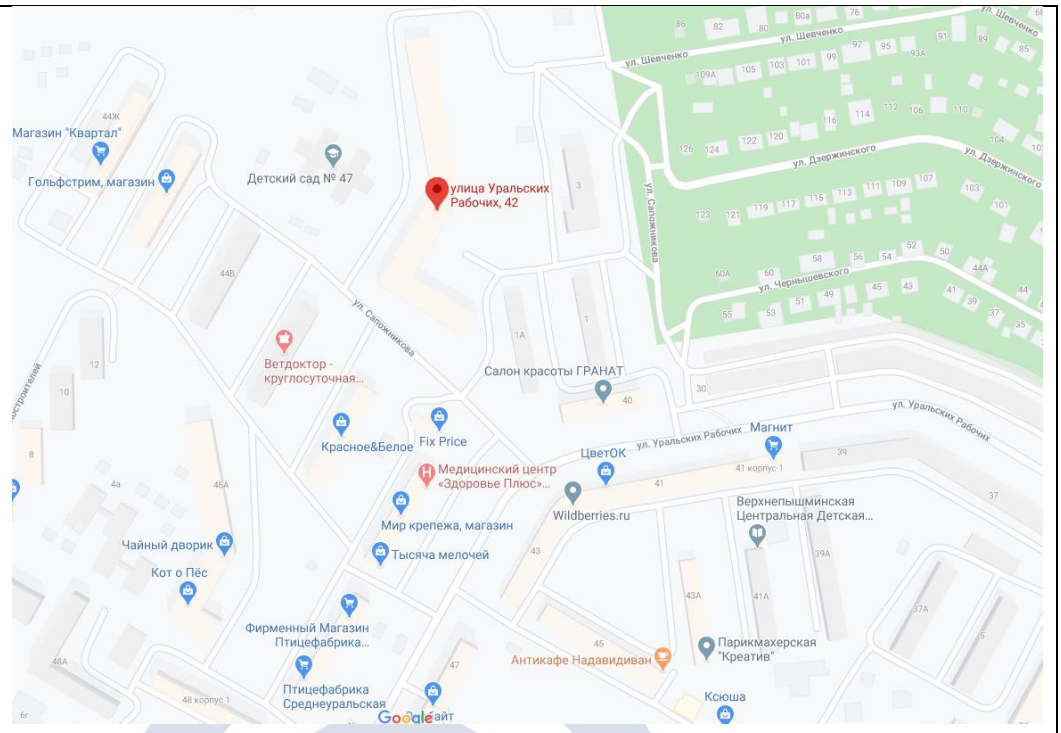 86
82
80
80а
76
ул. Шевченко
ул. Шевченко
91
89
85
97
95
93А
99
101
103
105
109А
44Ж
Магазин "Квартал"
Гольфстрим, магазин
Детский сад № 47
улица Уральских
Рабочих, 42
3
112
106
110
114
116
120
122
124
126
104
ул. Дзержинского
ул. Дзержинского
107
109
111
113
115
117
119
121
123
103
101
ул. Сапожникова
52
50
54
56
58
60
60А
44А
44
ул. Чернышевского
41
43
45
49
51
53
55
39
37
35
44В
ул. Сапожникова
1
1А
Ветдоктор -
круглосуточная...
12
10
8
Салон красоты ГРАНАТ
40
30
Красное&Белое
Fix Price
ул. Уральских Рабочих
ул. Уральских Рабочих
Магнит
ЦветОК
41
41 корпус 1
39
37
Медицинский центр
«Здоровье Плюс»...
Wildberries.ru
Верхнепышминская
Центральная Детская...
46А
4а
Мир крепежа, магазин
Чайный дворик
Тысяча мелочей
43
39А
Кот о Пёс
43А
41А
37А
5
Фирменный Магазин
Птицефабрика...
45
Антикафе Надавидиван
Парикмахерская
"Креатив"
48А
47
Птицефабрика
Среднеуральская
48 корпус 1
Ксюша
6г
Google